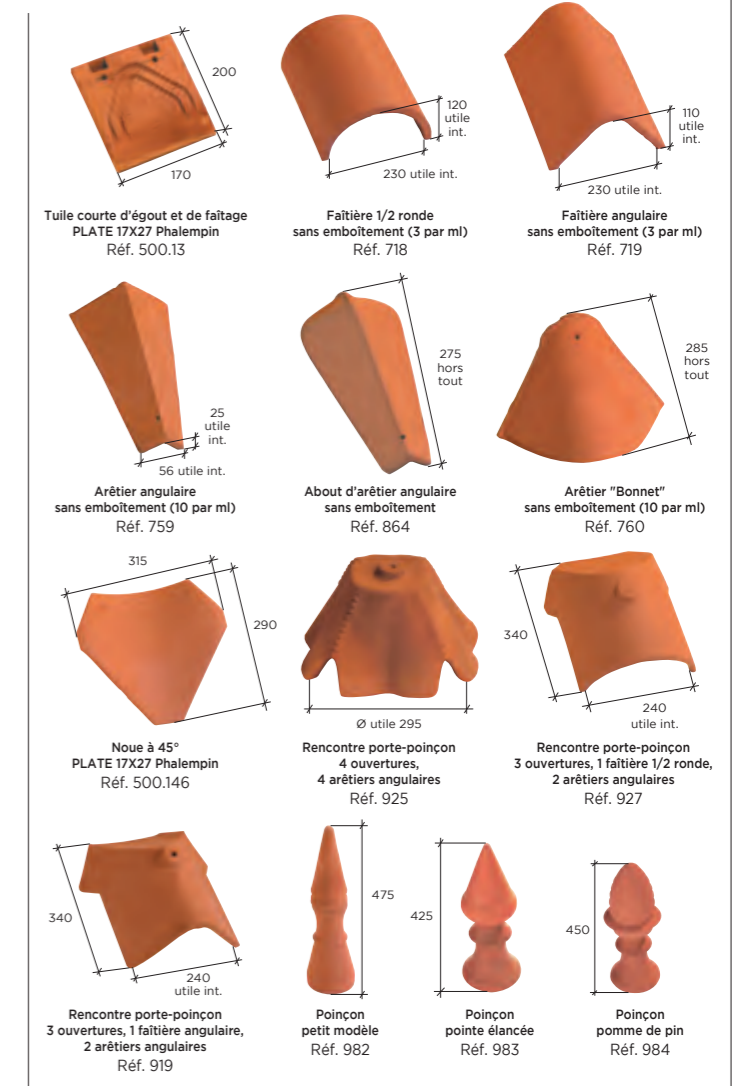 200
170
Tuile courte d'égout et de faîtage
PLATE 17X27 Phalempin
Réf. 500.13
120
utile
int.
230 utile int.
Faîtière 1/2 ronde
sans emboîtement (3 par ml)
Réf. 718
110
utile
int.
230 utile int.
Faîtière angulaire
sans emboîtement (3 par ml)
Réf. 719
25
utile
int.
56 utile int.
Arêtier angulaire
sans emboîtement (10 par ml)
Réf. 759
275
hors
tout
About d'arêtier angulaire
sans emboîtement
Réf. 864
285
hors
tout
Arêtier "Bonnet"
sans emboîtement (10 par ml)
Réf. 760
315
290
Noue à 45°
PLATE 17X27 Phalempin
Réf. 500.146
Ø utile 295
Rencontre porte-poinçon
4 ouvertures,
4 arêtiers angulaires
Réf. 925
340
240
utile int.
Rencontre porte-poinçon
3 ouvertures, 1 faîtière 1/2 ronde,
2 arêtiers angulaires
Réf. 927
340
240
utile int.
Rencontre porte-poinçon
3 ouvertures, 1 faîtière angulaire,
2 arêtiers angulaires
Réf. 919
475
Poinçon
petit modèle
Réf. 982
425
Poinçon
pointe élancée
Réf. 983
450
Poinçon
pomme de pin
Réf. 984